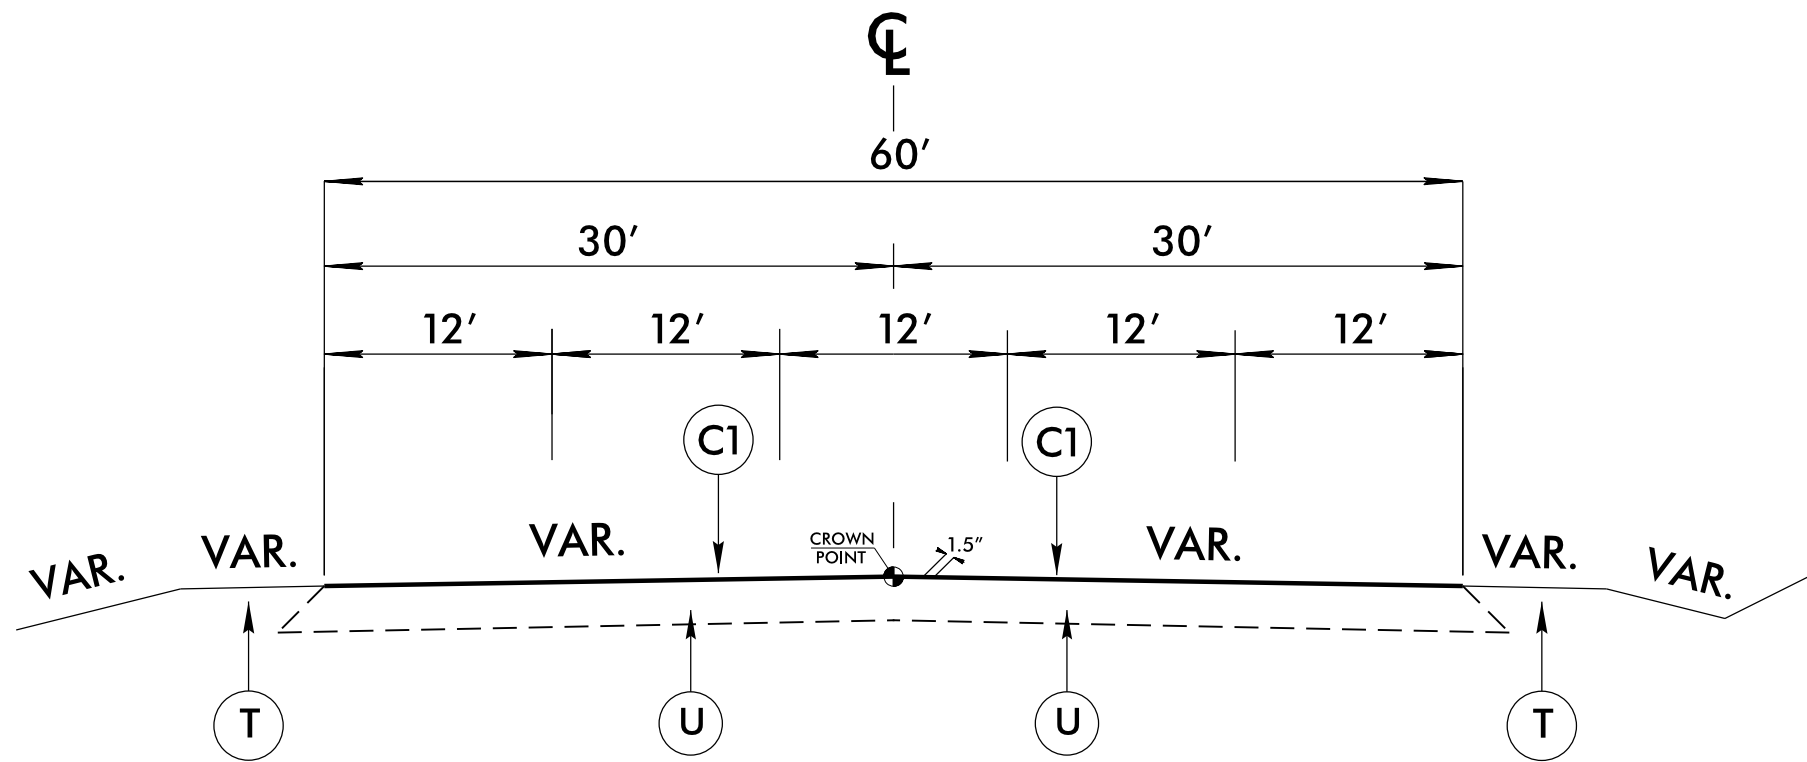 ℄
60'
30' 30'
12' 12' 12' 12' 12'
C1 C1
VAR. VAR. VAR. CROWN POINT 1.5" VAR. VAR. VAR.
T U U T